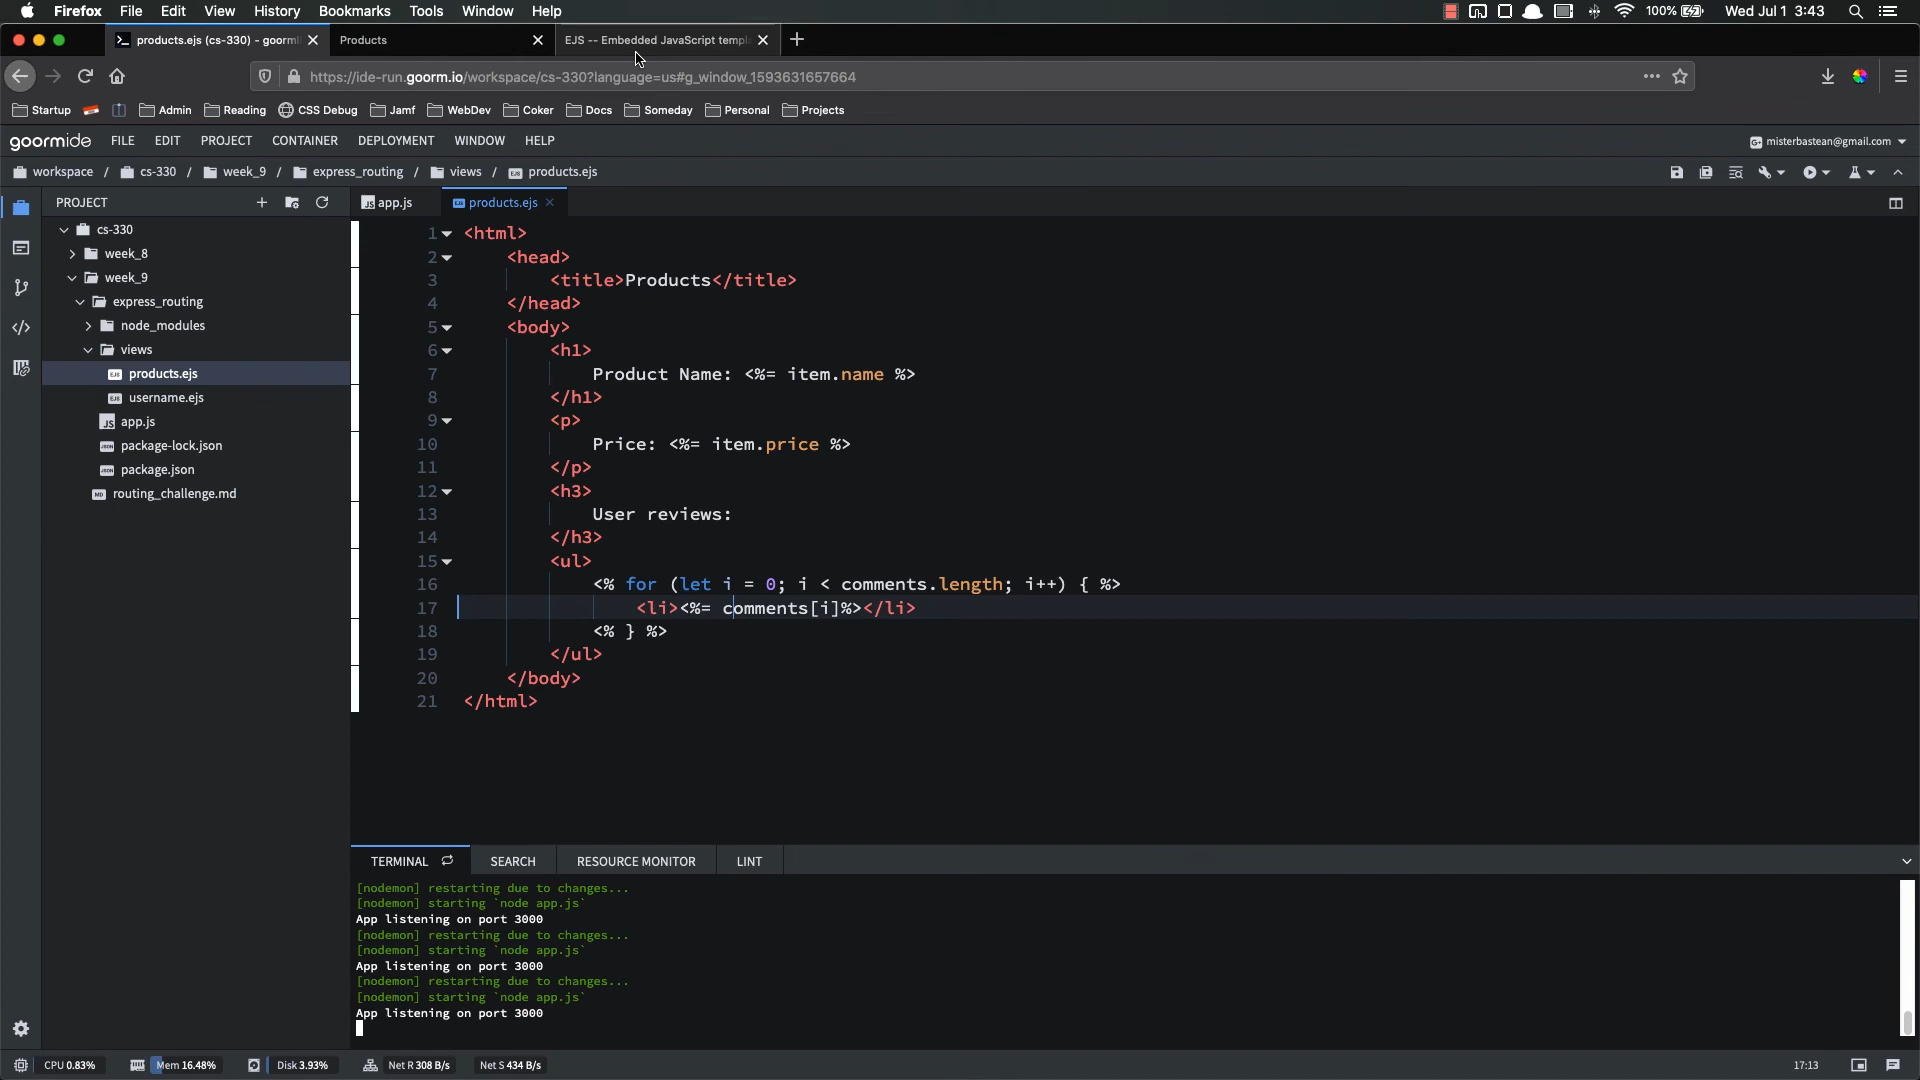 Firefox File Edit View History Bookmarks Tools Window Help 100% Wed Jul 1 3:43
products.ejs (cs-330) - goormI Products EJS -- Embedded JavaScript templ
https://ide-run.goorm.io/workspace/cs-330?language=us#g_window_1593631657664
Startup Admin Reading CSS Debug Jamf WebDev Coker Docs Someday Personal Projects
goormide FILE EDIT PROJECT CONTAINER DEPLOYMENT WINDOW HELP G+ misterbastean@gmail.com
workspace / cs-330 / week_9 / express_routing / views / EJS products.ejs
PROJECT
cs-330
week_8
week_9
express_routing
node_modules
views
EJS products.ejs
EJS username.ejs
JS app.js
JSON package-lock.json
JSON package.json
MD routing_challenge.md
JS app.js EJS products.ejs
1 <html>
2 <head>
3 <title>Products</title>
4 </head>
5 <body>
6 <h1>
7 Product Name: <%= item.name %>
8 </h1>
9 <p>
10 Price: <%= item.price %>
11 </p>
12 <h3>
13 User reviews:
14 </h3>
15 <ul>
16 <% for (let i = 0; i < comments.length; i++) { %>
17 <li><%= comments[i]%></li>
18 <% } %>
19 </ul>
20 </body>
21 </html>
TERMINAL SEARCH RESOURCE MONITOR LINT
[nodemon] restarting due to changes...
[nodemon] starting `node app.js`
App listening on port 3000
[nodemon] restarting due to changes...
[nodemon] starting `node app.js`
App listening on port 3000
[nodemon] restarting due to changes...
[nodemon] starting `node app.js`
App listening on port 3000
CPU 0.83% Mem 16.48% Disk 3.93% Net R 308 B/s Net S 434 B/s 17:13